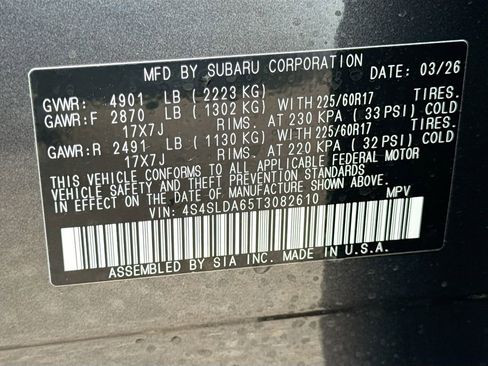 MFD BY SUBARU CORPORATION DATE: 03/26
GVWR: 4901 LB (2223 KG)
GAWR:F 2870 LB (1302 KG) WITH 225/60R17 TIRES.
17X7J RIMS. AT 230 KPA (33 PSI) COLD
GAWR:R 2491 LB (1130 KG) WITH 225/60R17 TIRES.
17X7J RIMS. AT 220 KPA (32 PSI) COLD
THIS VEHICLE CONFORMS TO ALL APPLICABLE FEDERAL MOTOR
VEHICLE SAFETY AND THEFT PREVENTION STANDARDS
IN EFFECT ON THE DATE OF MANUFACTURE SHOWN ABOVE.
VIN: 4S4SLDA65T3082610 MPV
ASSEMBLED BY SIA INC. IN U.S.A.